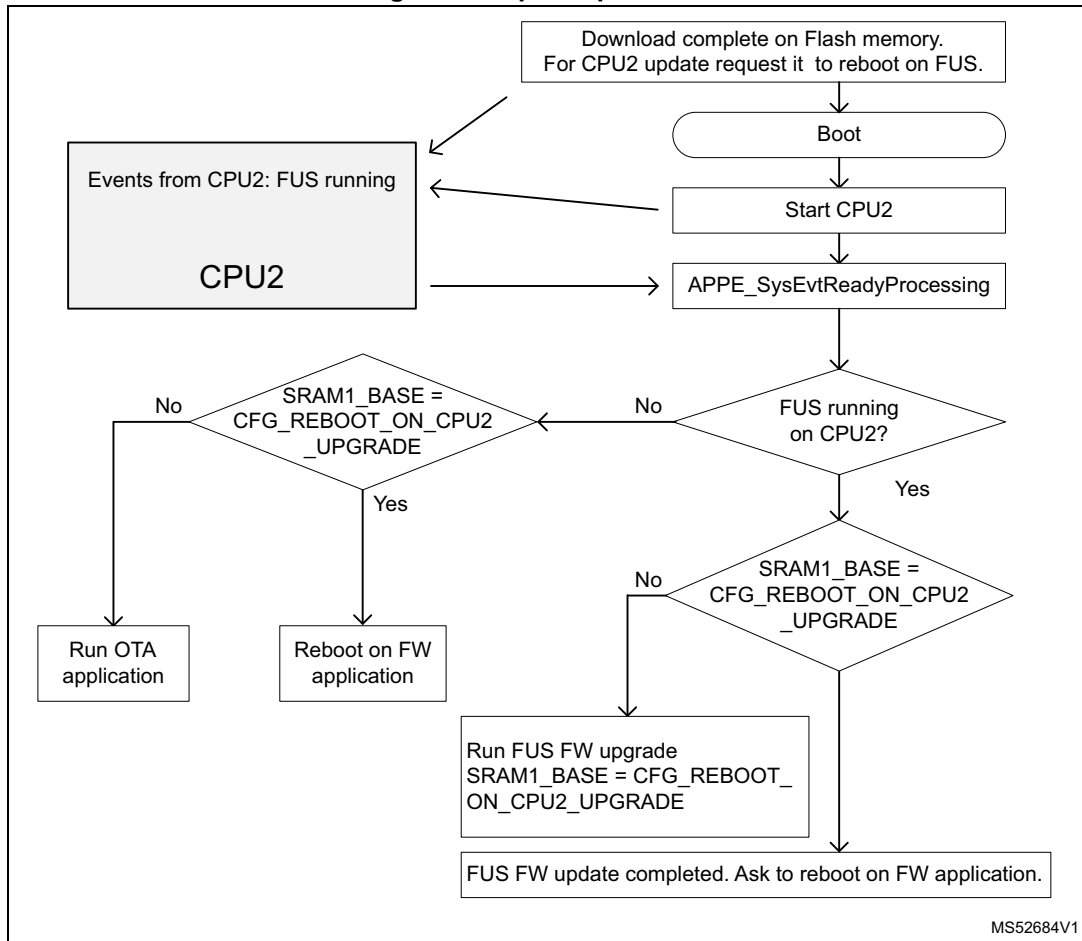 Download complete on Flash memory.
For CPU2 update request it to reboot on FUS.
Boot
Events from CPU2: FUS running
Start CPU2
CPU2
APPE_SysEvtReadyProcessing
SRAM1_BASE =
CFG_REBOOT_ON_CPU2
_UPGRADE
No
No
FUS running
on CPU2?
Yes
Yes
SRAM1_BASE =
CFG_REBOOT_ON_CPU2
_UPGRADE
No
Run OTA
application
Reboot on FW
application
Run FUS FW upgrade
SRAM1_BASE = CFG_REBOOT_
ON_CPU2_UPGRADE
FUS FW update completed. Ask to reboot on FW application.
MS52684V1